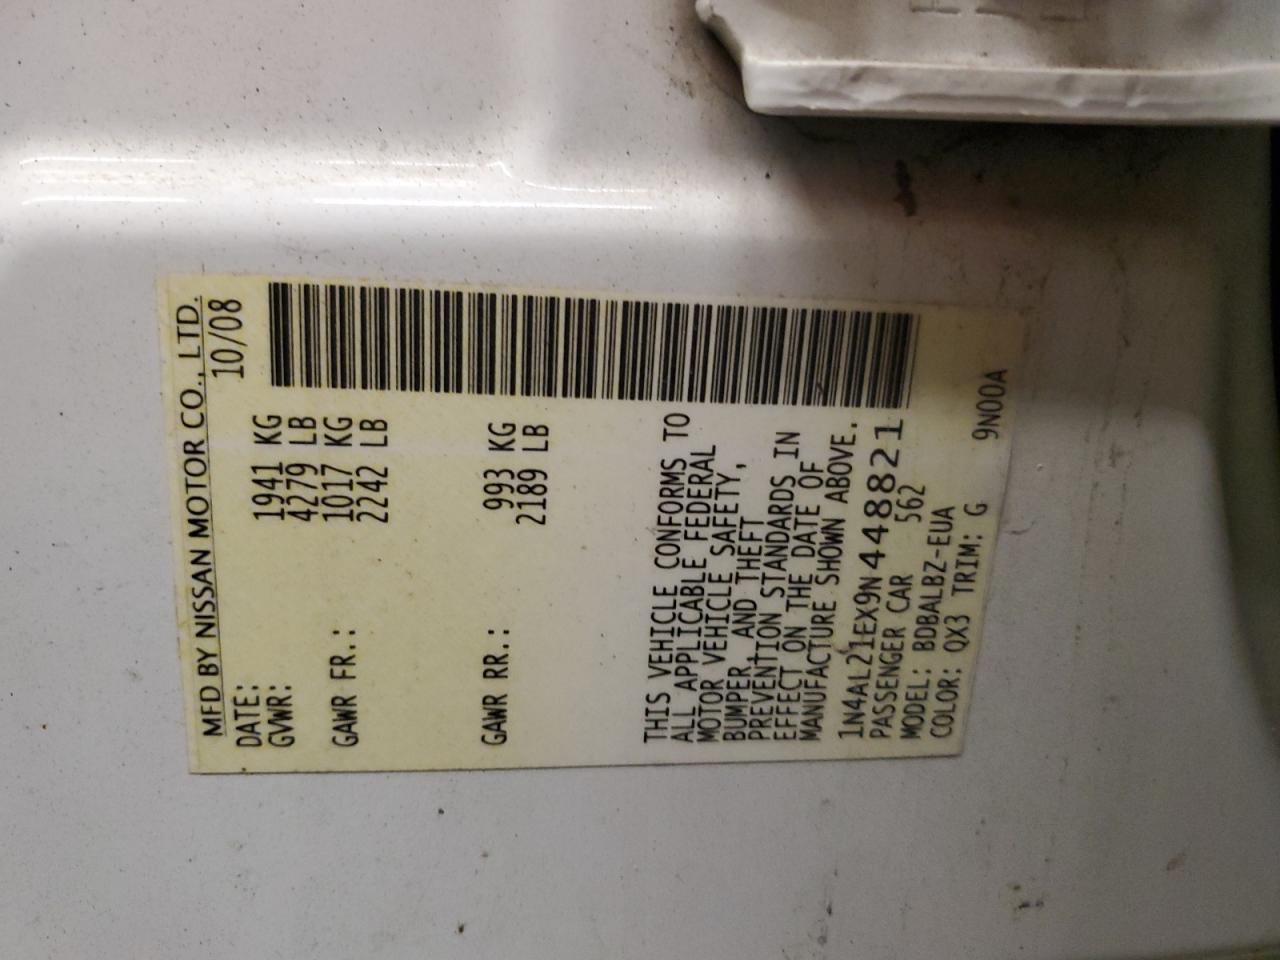 MFD BY NISSAN MOTOR CO., LTD.
DATE: 10/08
GVWR: 1941 KG
4279 LB
GAWR FR.: 1017 KG
2242 LB
GAWR RR.: 993 KG
2189 LB
THIS VEHICLE CONFORMS TO
ALL APPLICABLE FEDERAL
MOTOR VEHICLE SAFETY,
BUMPER, AND THEFT
PREVENTION STANDARDS IN
EFFECT ON THE DATE OF
MANUFACTURE SHOWN ABOVE.
1N4AL21EX9N448821
PASSENGER CAR 562
MODEL: BDBALBZ-EUA
COLOR: QX3 TRIM: G 9N00A